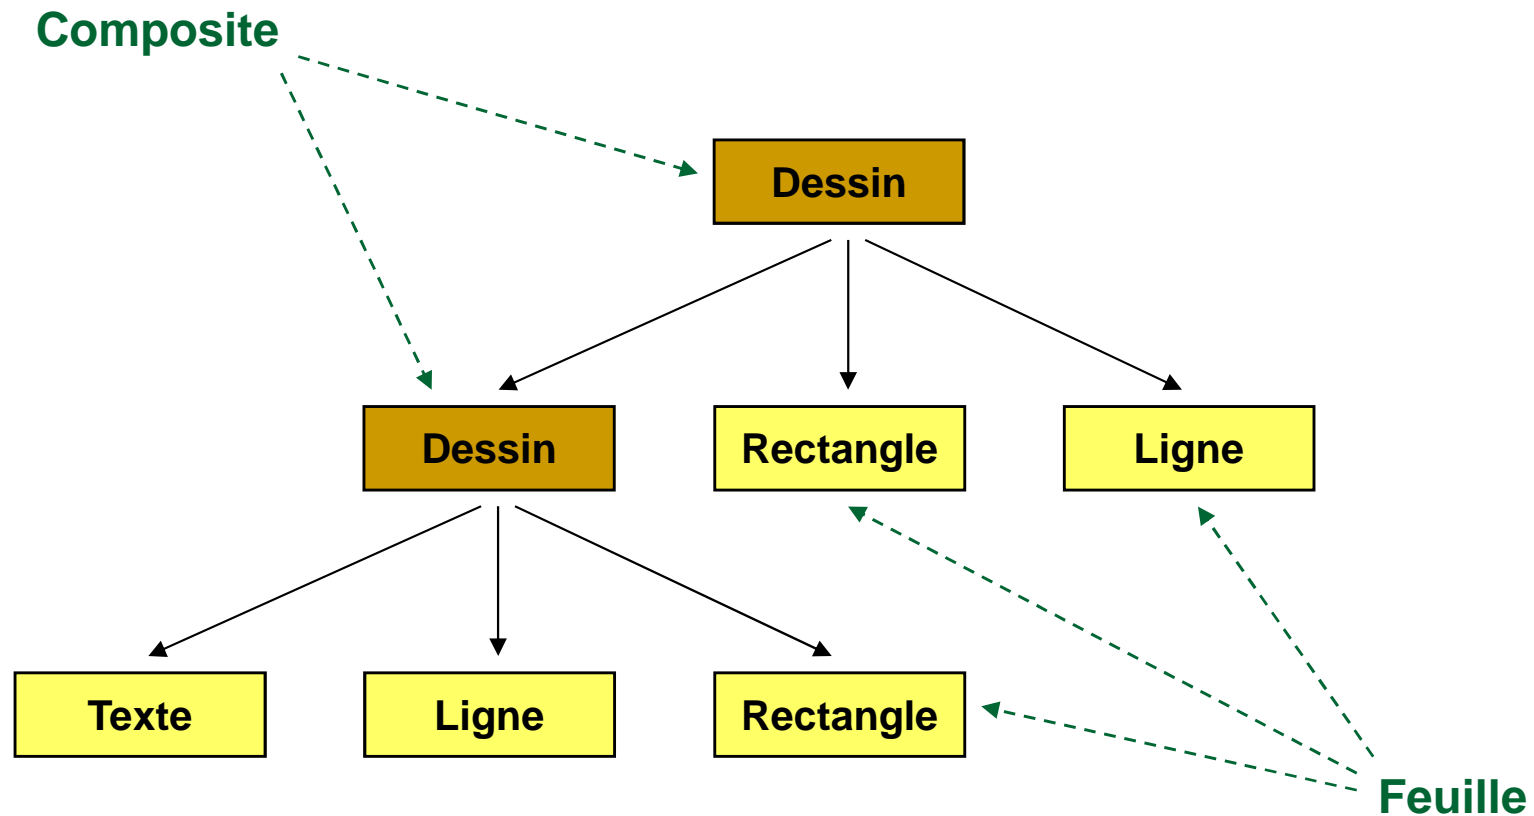 Composite
Dessin
Dessin
Rectangle
Ligne
Texte
Ligne
Rectangle
Feuille